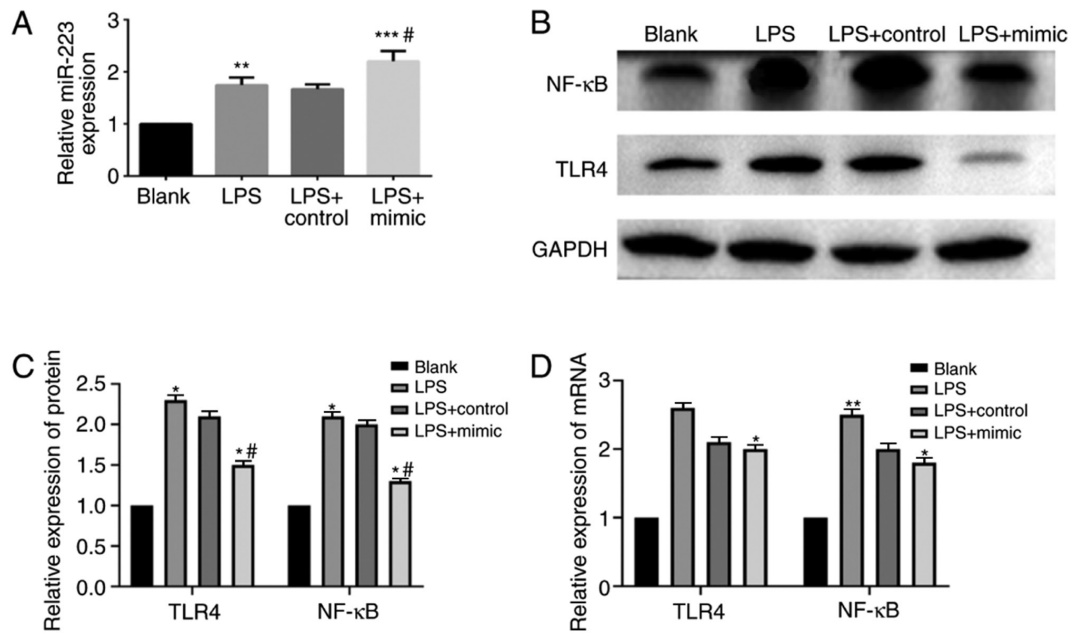 A
Relative miR-223
expression
3
2
1
0
**
*** #
Blank
LPS
LPS+
control
LPS+
mimic
B
Blank LPS LPS+control LPS+mimic
NF-κB
TLR4
GAPDH
C
Relative expression of protein
2.5
2.0
1.5
1.0
0.5
0.0
*
*#
*
*#
TLR4
NF-κB
Blank
LPS
LPS+control
LPS+mimic
D
Relative expression of mRNA
3
2
1
0
*
**
*
TLR4
NF-κB
Blank
LPS
LPS+control
LPS+mimic